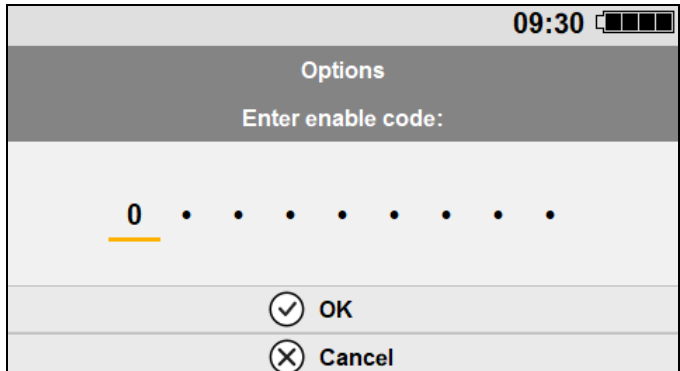 09:30
Options
Enter enable code:
0 • • • • • • • •
OK
Cancel